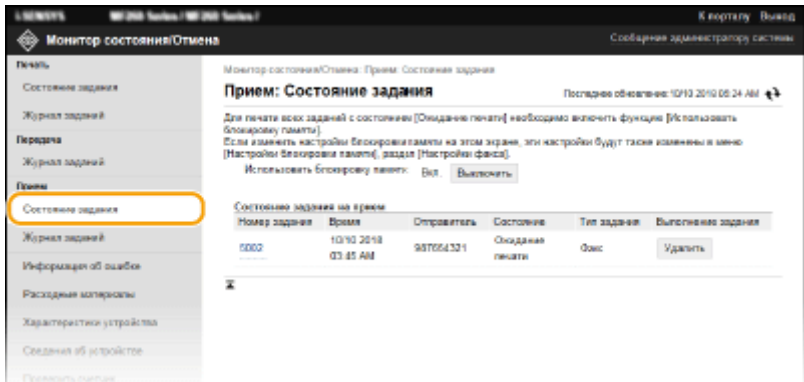 К порталу Выход
Монитор состояния/Отмена
Сообщение администратору системы
Печать
Состояние задания
Журнал заданий
Передача
Журнал заданий
Прием
Состояние задания
Журнал заданий
Информация об ошибке
Расходные материалы
Характеристики устройства
Сведения об устройстве
Проверить счетчик
Монитор состояния/Отмена: Прием: Состояние задания
Прием: Состояние задания
Последнее обновление: 10/10 2018 05:24 AM
Для печати всех заданий с состоянием [Ожидание печати] необходимо включить функцию [Использовать
блокировку памяти].
Если изменить настройки блокировки памяти на этом экране, эти настройки будут также изменены в меню
[Настройки блокировки памяти], раздел [Настройки факса].
Использовать блокировку памяти: Вкл. Выключить
Состояние задания на прием
Номер задания Время Отправитель Состояние Тип задания Выполнение задания
5002 10/10 2018 03:45 AM 987654321 Ожидание печати Факс Удалить